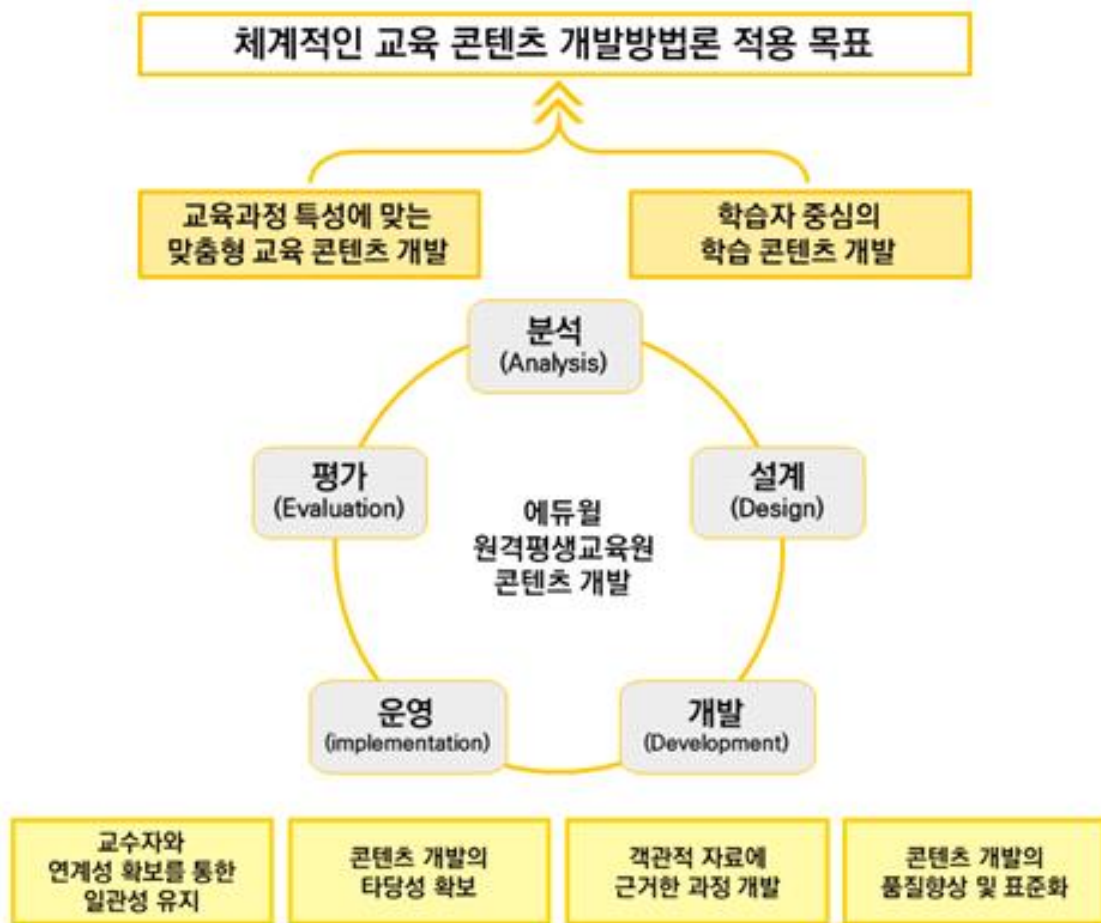 체계적인 교육 콘텐츠 개발방법론 적용 목표
교육과정 특성에 맞는
맞춤형 교육 콘텐츠 개발
학습자 중심의
학습 콘텐츠 개발
분석
(Analysis)
평가
(Evaluation)
설계
(Design)
에듀윌
원격평생교육원
콘텐츠 개발
운영
(implementation)
개발
(Development)
교수자와
연계성 확보를 통한
일관성 유지
콘텐츠 개발의
타당성 확보
객관적 자료에
근거한 과정 개발
콘텐츠 개발의
품질향상 및 표준화